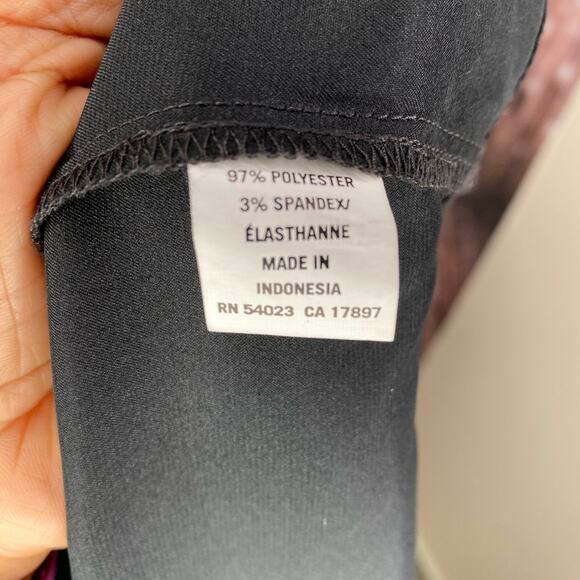 97% POLYESTER
3% SPANDEX/
ÉLASTHANNE
MADE IN
INDONESIA
RN 54023 CA 17897